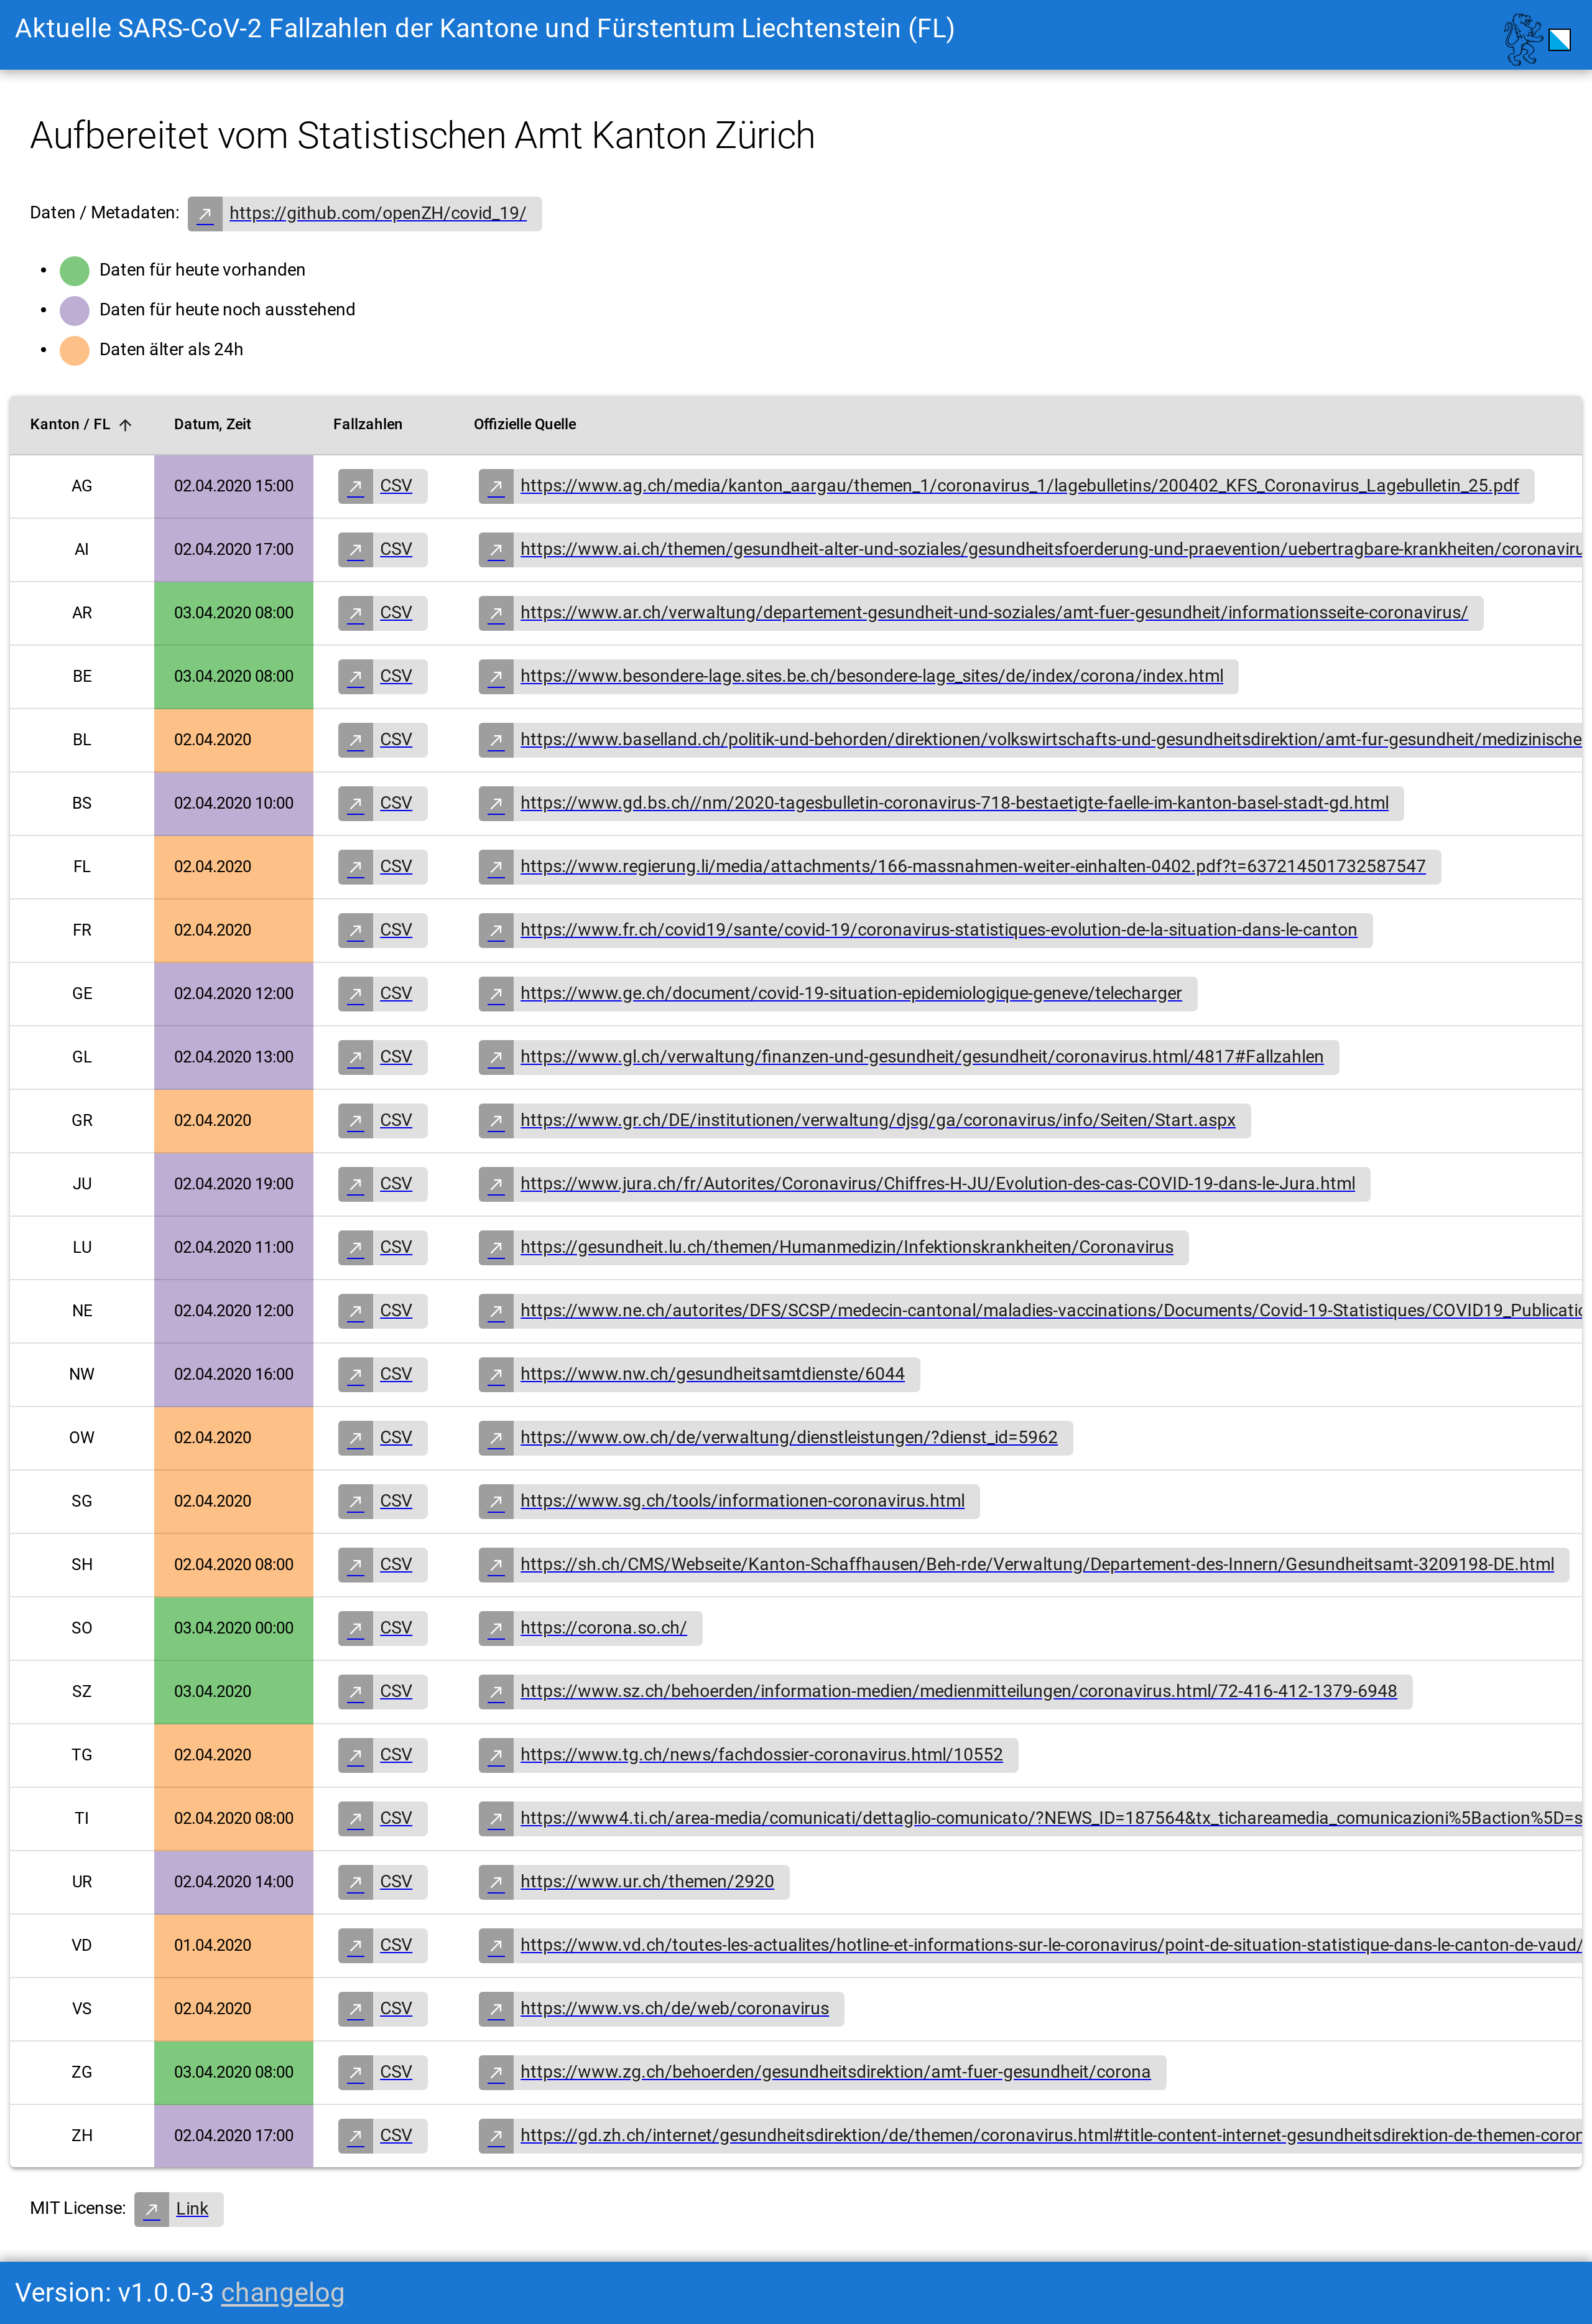 Aktuelle SARS-CoV-2 Fallzahlen der Kantone und Fürstentum Liechtenstein (FL)
Aufbereitet vom Statistischen Amt Kanton Zürich
Daten / Metadaten: https://github.com/openZH/covid_19/
Daten für heute vorhanden
Daten für heute noch ausstehend
Daten älter als 24h
Kanton / FL Datum, Zeit Fallzahlen Offizielle Quelle
AG 02.04.2020 15:00 CSV https://www.ag.ch/media/kanton_aargau/themen_1/coronavirus_1/lagebulletins/200402_KFS_Coronavirus_Lagebulletin_25.pdf
AI 02.04.2020 17:00 CSV https://www.ai.ch/themen/gesundheit-alter-und-soziales/gesundheitsfoerderung-und-praevention/uebertragbare-krankheiten/coronaviru
AR 03.04.2020 08:00 CSV https://www.ar.ch/verwaltung/departement-gesundheit-und-soziales/amt-fuer-gesundheit/informationsseite-coronavirus/
BE 03.04.2020 08:00 CSV https://www.besondere-lage.sites.be.ch/besondere-lage_sites/de/index/corona/index.html
BL 02.04.2020 CSV https://www.baselland.ch/politik-und-behorden/direktionen/volkswirtschafts-und-gesundheitsdirektion/amt-fur-gesundheit/medizinische
BS 02.04.2020 10:00 CSV https://www.gd.bs.ch//nm/2020-tagesbulletin-coronavirus-718-bestaetigte-faelle-im-kanton-basel-stadt-gd.html
FL 02.04.2020 CSV https://www.regierung.li/media/attachments/166-massnahmen-weiter-einhalten-0402.pdf?t=637214501732587547
FR 02.04.2020 CSV https://www.fr.ch/covid19/sante/covid-19/coronavirus-statistiques-evolution-de-la-situation-dans-le-canton
GE 02.04.2020 12:00 CSV https://www.ge.ch/document/covid-19-situation-epidemiologique-geneve/telecharger
GL 02.04.2020 13:00 CSV https://www.gl.ch/verwaltung/finanzen-und-gesundheit/gesundheit/coronavirus.html/4817#Fallzahlen
GR 02.04.2020 CSV https://www.gr.ch/DE/institutionen/verwaltung/djsg/ga/coronavirus/info/Seiten/Start.aspx
JU 02.04.2020 19:00 CSV https://www.jura.ch/fr/Autorites/Coronavirus/Chiffres-H-JU/Evolution-des-cas-COVID-19-dans-le-Jura.html
LU 02.04.2020 11:00 CSV https://gesundheit.lu.ch/themen/Humanmedizin/Infektionskrankheiten/Coronavirus
NE 02.04.2020 12:00 CSV https://www.ne.ch/autorites/DFS/SCSP/medecin-cantonal/maladies-vaccinations/Documents/Covid-19-Statistiques/COVID19_Publicatio
NW 02.04.2020 16:00 CSV https://www.nw.ch/gesundheitsamtdienste/6044
OW 02.04.2020 CSV https://www.ow.ch/de/verwaltung/dienstleistungen/?dienst_id=5962
SG 02.04.2020 CSV https://www.sg.ch/tools/informationen-coronavirus.html
SH 02.04.2020 08:00 CSV https://sh.ch/CMS/Webseite/Kanton-Schaffhausen/Beh-rde/Verwaltung/Departement-des-Innern/Gesundheitsamt-3209198-DE.html
SO 03.04.2020 00:00 CSV https://corona.so.ch/
SZ 03.04.2020 CSV https://www.sz.ch/behoerden/information-medien/medienmitteilungen/coronavirus.html/72-416-412-1379-6948
TG 02.04.2020 CSV https://www.tg.ch/news/fachdossier-coronavirus.html/10552
TI 02.04.2020 08:00 CSV https://www4.ti.ch/area-media/comunicati/dettaglio-comunicato/?NEWS_ID=187564&tx_tichareamedia_comunicazioni%5Baction%5D=s
UR 02.04.2020 14:00 CSV https://www.ur.ch/themen/2920
VD 01.04.2020 CSV https://www.vd.ch/toutes-les-actualites/hotline-et-informations-sur-le-coronavirus/point-de-situation-statistique-dans-le-canton-de-vaud/
VS 02.04.2020 CSV https://www.vs.ch/de/web/coronavirus
ZG 03.04.2020 08:00 CSV https://www.zg.ch/behoerden/gesundheitsdirektion/amt-fuer-gesundheit/corona
ZH 02.04.2020 17:00 CSV https://gd.zh.ch/internet/gesundheitsdirektion/de/themen/coronavirus.html#title-content-internet-gesundheitsdirektion-de-themen-coron
MIT License: Link
Version: v1.0.0-3 changelog